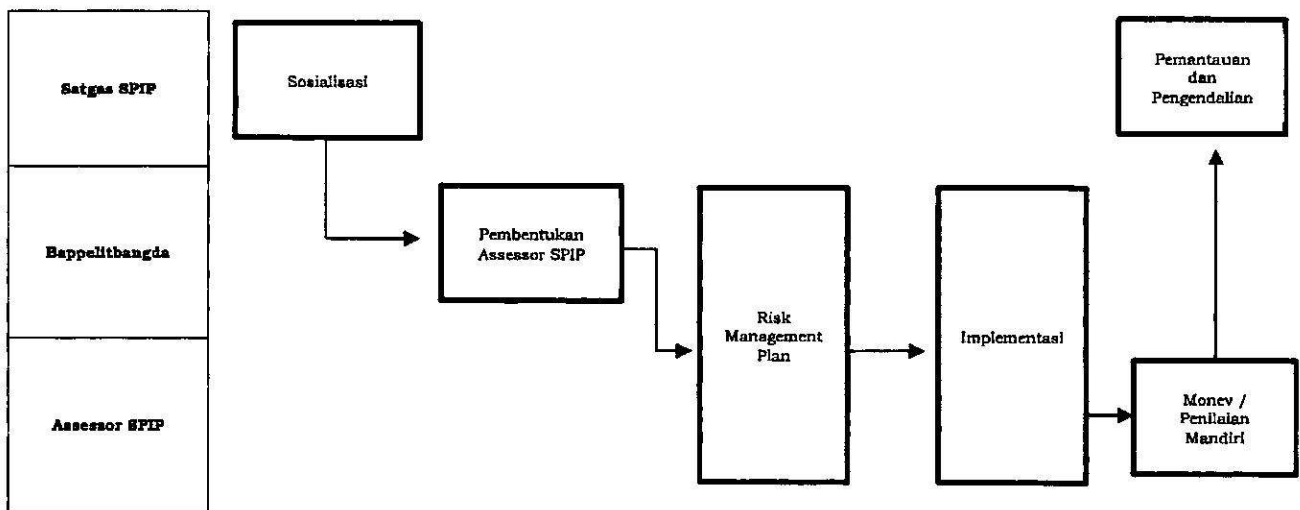 Satgas SPIP
Bappelitbangda
Assessor SPIP
Sosialisasi
Pembentukan
Assessor SPIP
Risk
Management
Plan
Implementasi
Monev /
Penilaian
Mandiri
Pemantauan
dan
Pengendalian